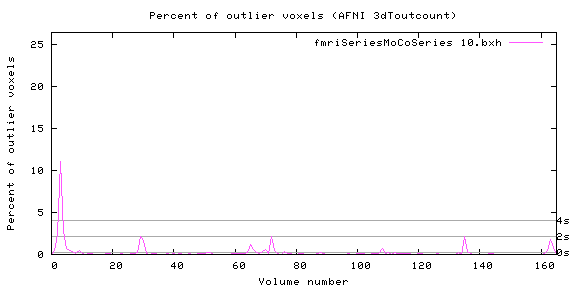 Percent of outlier voxels (AFNI 3dToutcount)
fmriSeriesMoCoSeries 10.bxh
Percent of outlier voxels
25
20
15
10
5
0
4s
2s
0s
0 20 40 60 80 100 120 140 160
Volume number